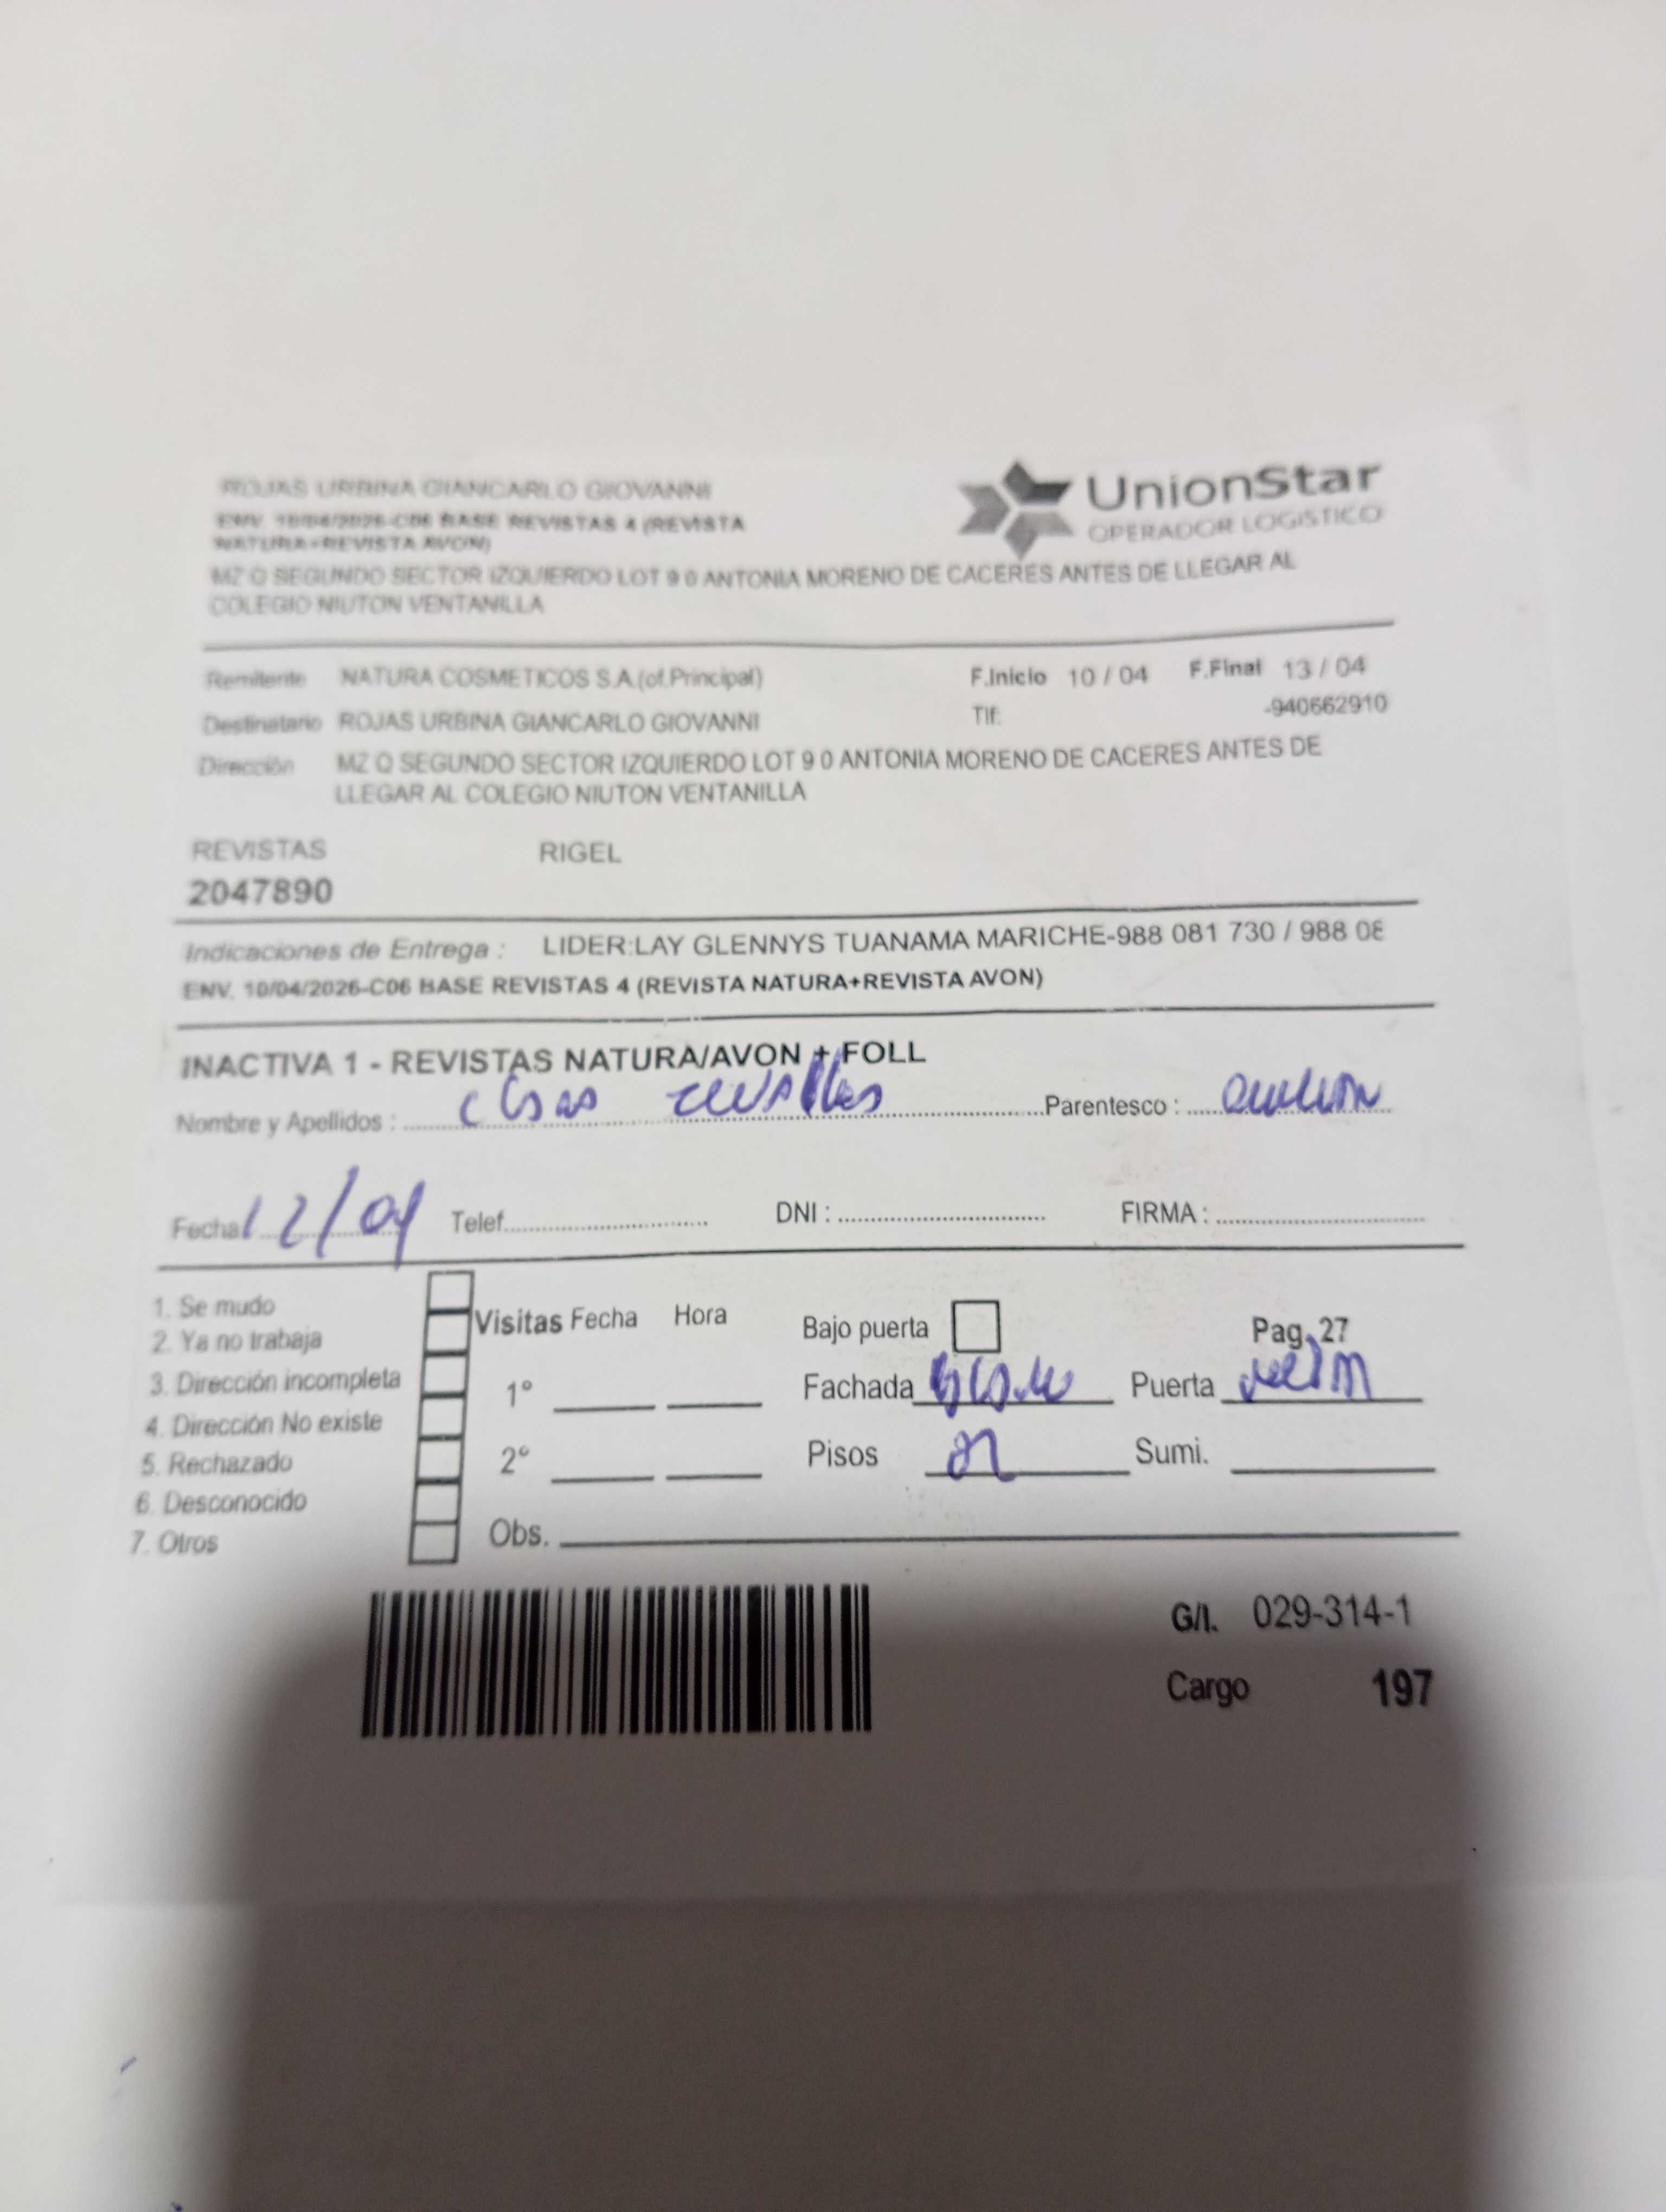 ROJAS URBINA GIANCARLO GIOVANNI
ENV. 10/04/2026-C06 BASE REVISTAS 4 (REVISTA
NATURA+REVISTA AVON)
MZ Q SEGUNDO SECTOR IZQUIERDO LOT 9 0 ANTONIA MORENO DE CACERES ANTES DE LLEGAR AL
COLEGIO NIUTON VENTANILLA
UnionStar
OPERADOR LOGISTICO
Remitente NATURA COSMETICOS S.A.(of.Principal) F.Inicio 10 / 04 F.Final 13 / 04
Destinatario ROJAS URBINA GIANCARLO GIOVANNI Tlf: -940662910
Dirección MZ Q SEGUNDO SECTOR IZQUIERDO LOT 9 0 ANTONIA MORENO DE CACERES ANTES DE
LLEGAR AL COLEGIO NIUTON VENTANILLA
REVISTAS RIGEL
2047890
Indicaciones de Entrega : LIDER:LAY GLENNYS TUANAMA MARICHE-988 081 730 / 988 08
ENV. 10/04/2026-C06 BASE REVISTAS 4 (REVISTA NATURA+REVISTA AVON)
INACTIVA 1 - REVISTAS NATURA/AVON + FOLL
Nombre y Apellidos : Parentesco :
Fecha 12/04 Telef. DNI : FIRMA :
1. Se mudo
2. Ya no trabaja
3. Dirección incompleta
4. Dirección No existe
5. Rechazado
6. Desconocido
7. Otros
Visitas Fecha Hora
1º
2º
Obs.
Bajo puerta Pag. 27
Fachada Puerta
Pisos Sumi.
G/I. 029-314-1
Cargo 197